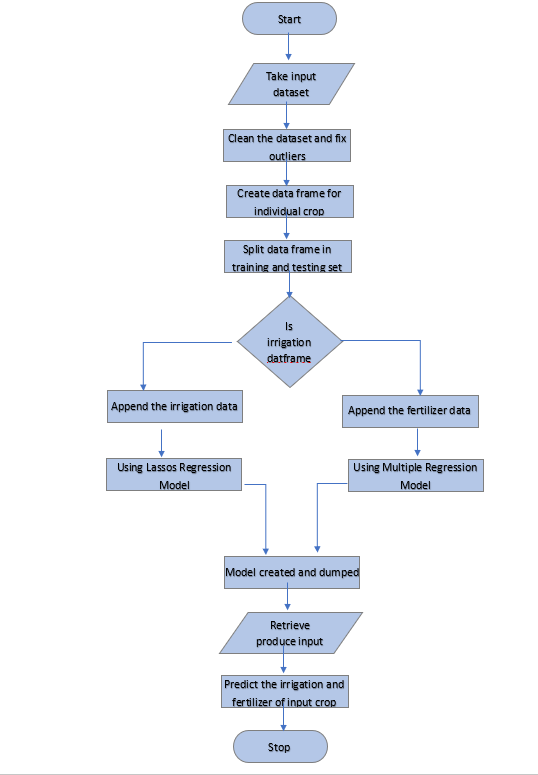 Start
Take input
dataset
Clean the dataset and fix
outliers
Create data frame for
individual crop
Split data frame in
training and testing set
Is
irrigation
datframe
Append the irrigation data
Append the fertilizer data
Using Lassos Regression
Model
Using Multiple Regression
Model
Model created and dumped
Retrieve
produce input
Predict the irrigation and
fertilizer of input crop
Stop